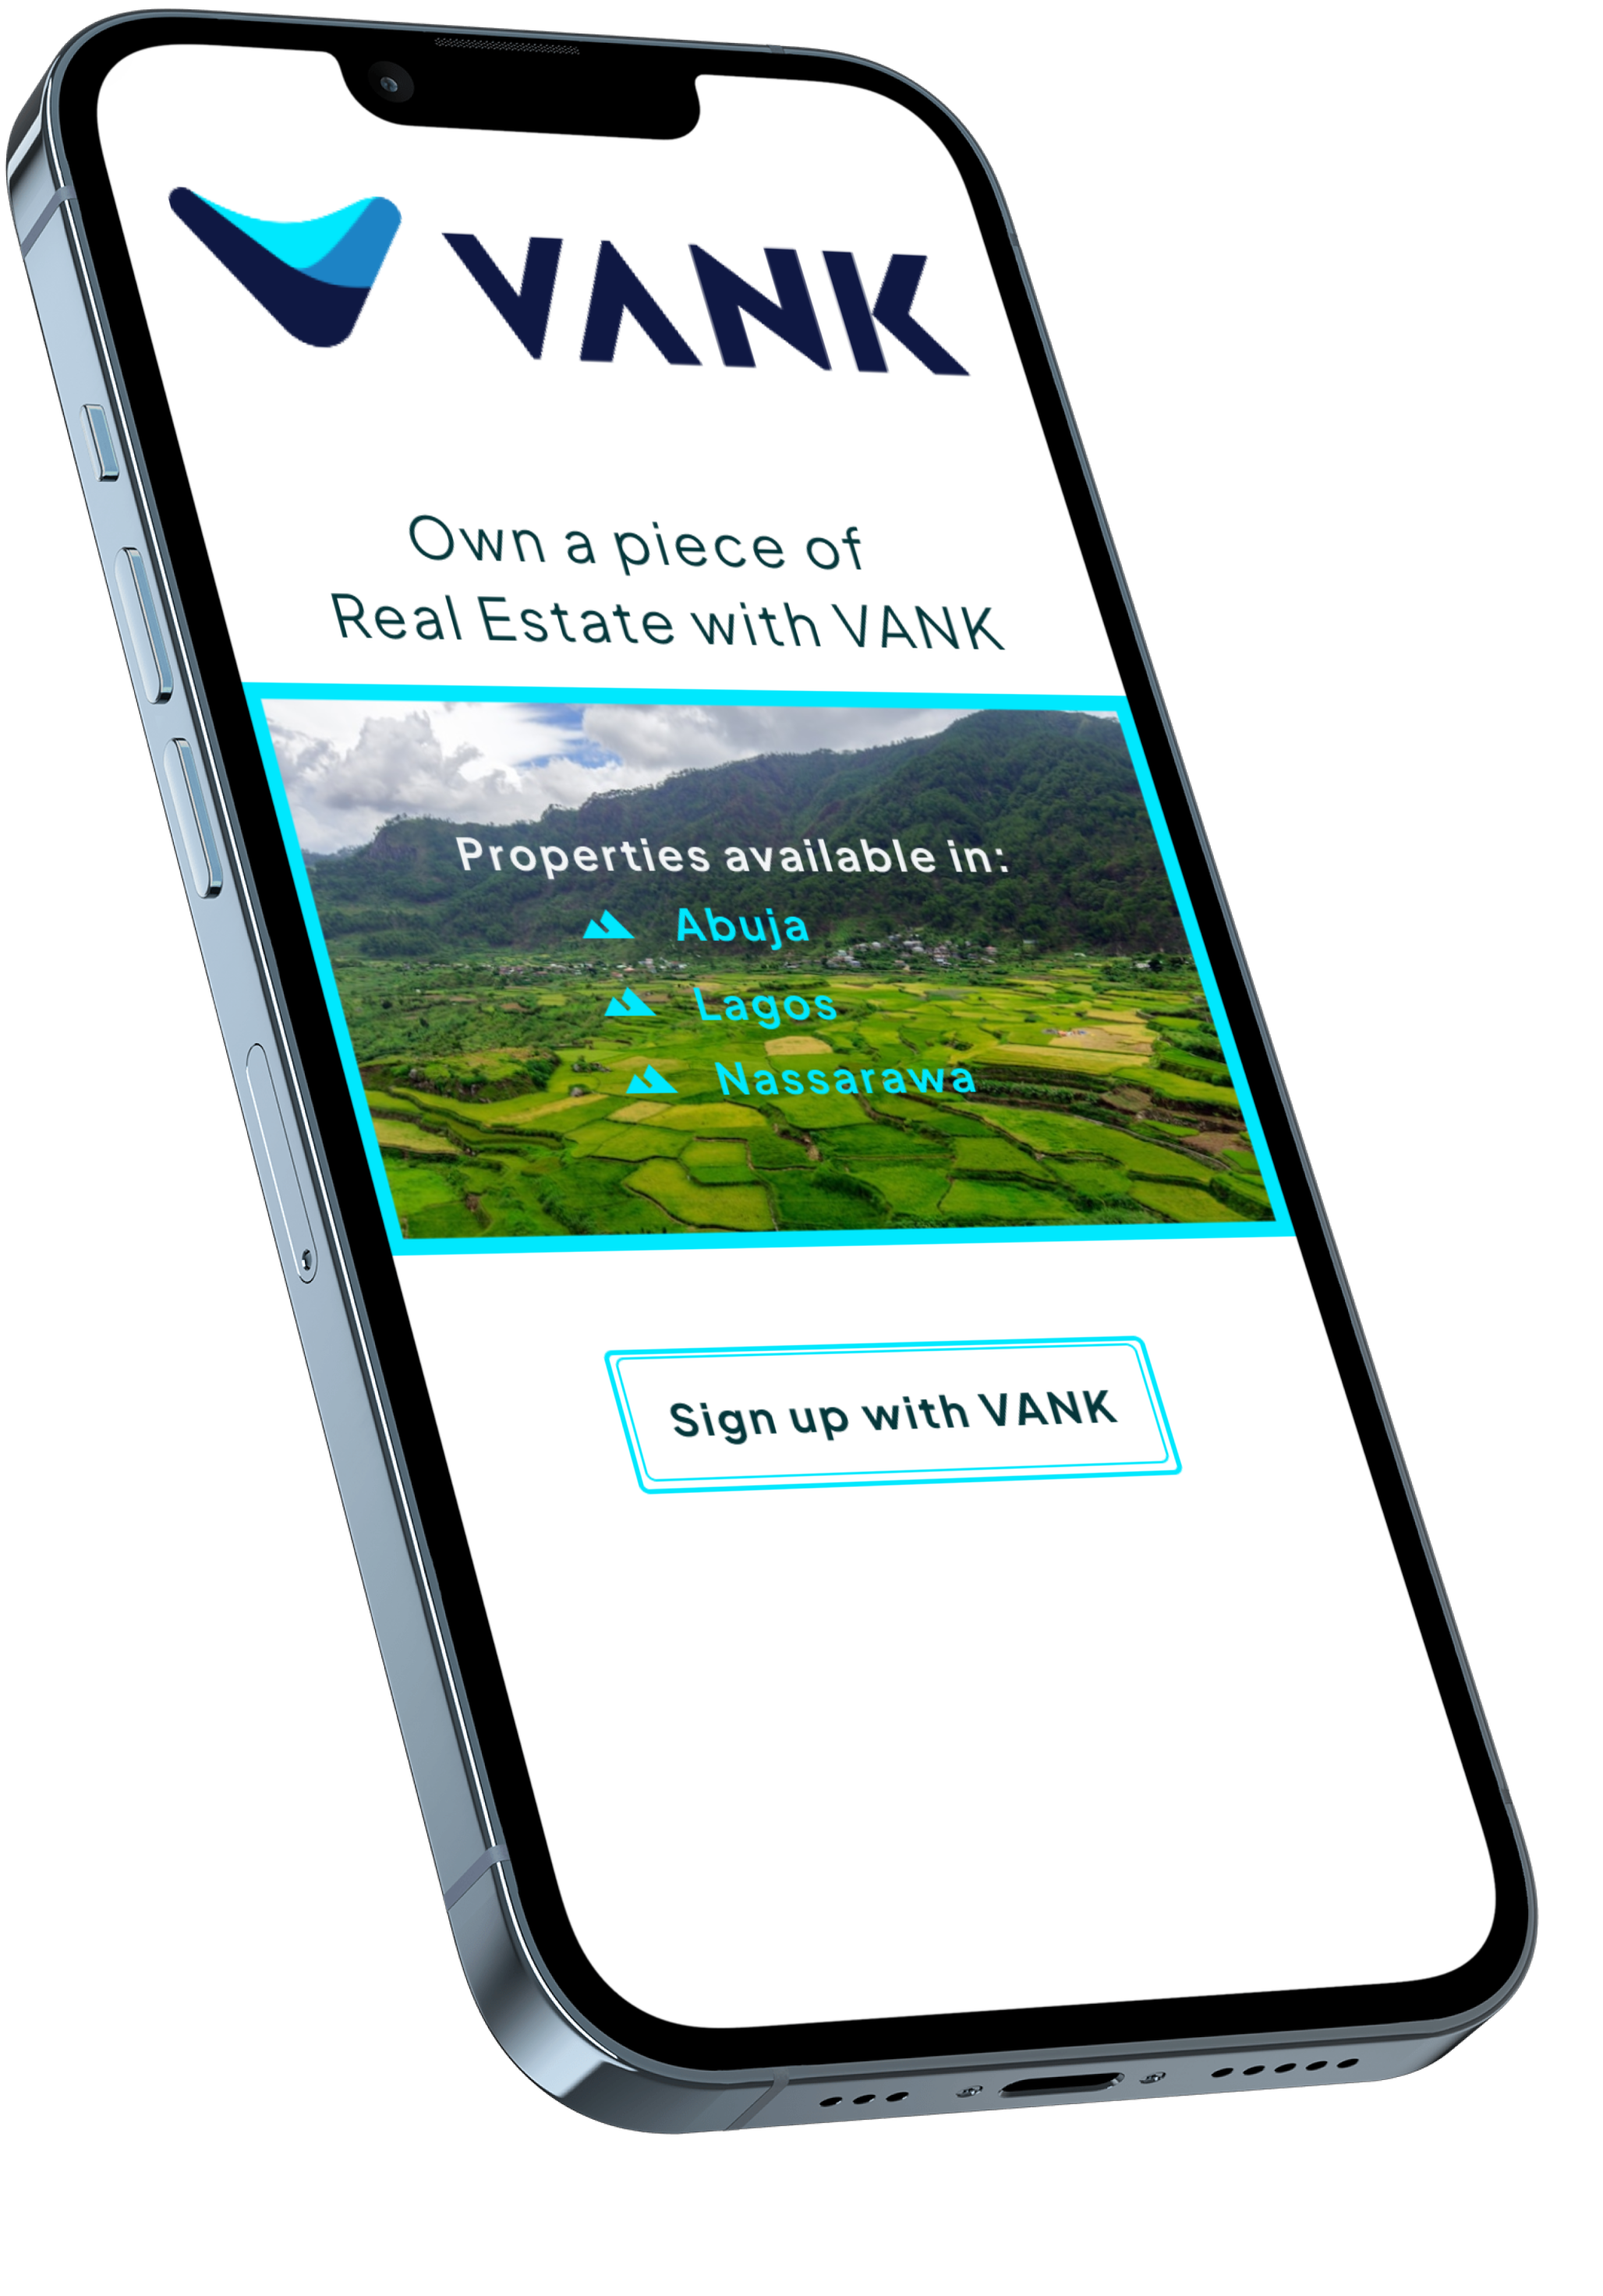 VANK
Own a piece of
Real Estate with VANK
Properties available in:
Abuja
Lagos
Nassarawa
Sign up with VANK